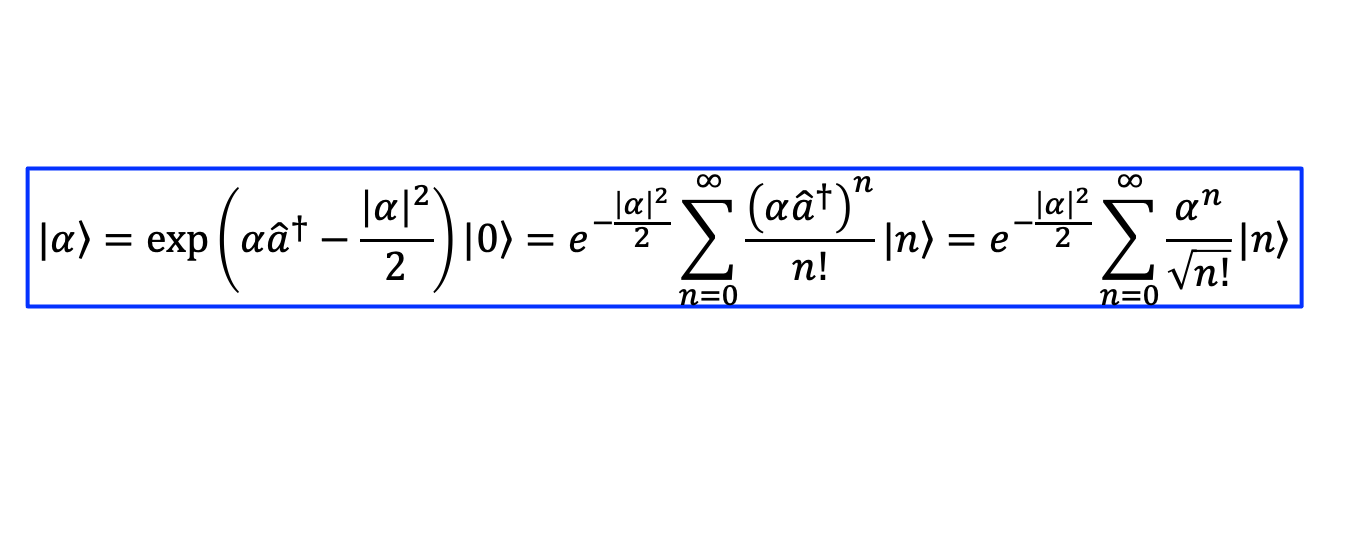 |α⟩ = exp(αâ† − |α|²/2)|0⟩ = e^(−|α|²/2) ∑_{n=0}^{∞} (αâ†)ⁿ/n! |n⟩ = e^(−|α|²/2) ∑_{n=0}^{∞} αⁿ/√n! |n⟩